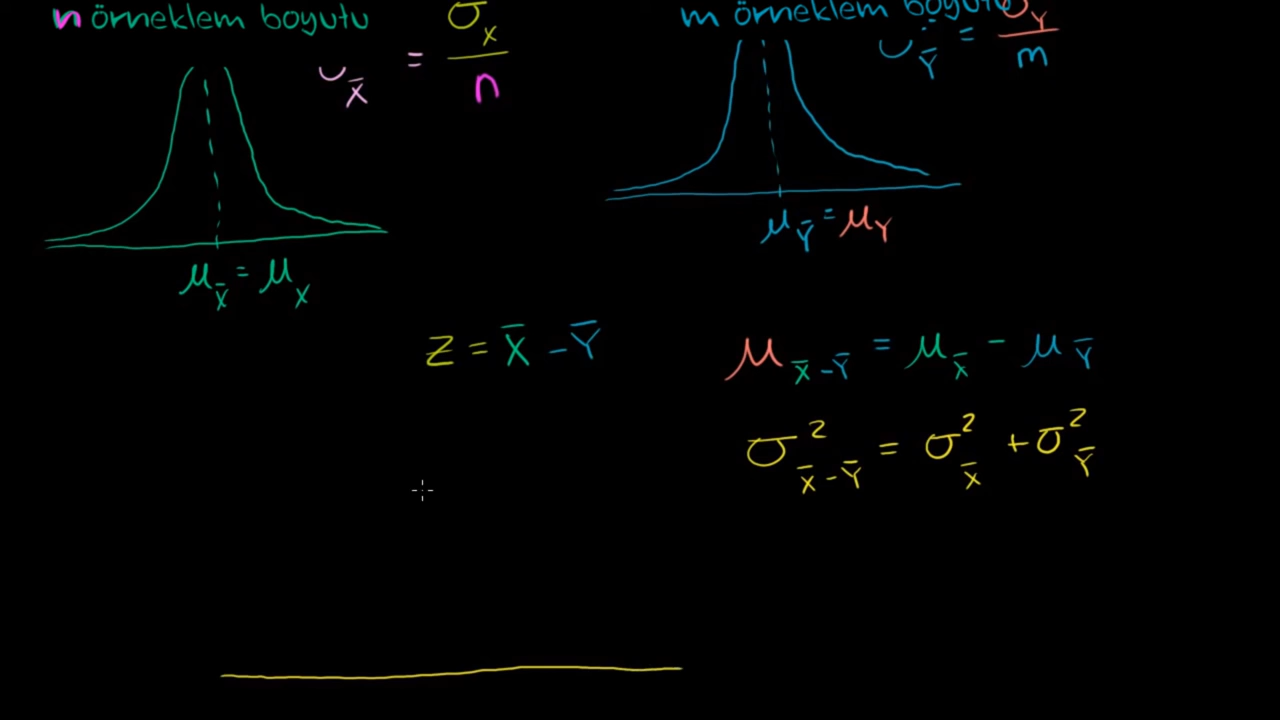 n örneklem boyutu
σ_X̄ = σ_X / n
μ_X̄ = μ_X
m örneklem boyutu
σ_Ȳ = σ_Y / m
μ_Ȳ = μ_Y
Z = X̄ - Ȳ
μ_X̄-Ȳ = μ_X̄ - μ_Ȳ
σ²_X̄-Ȳ = σ²_X̄ + σ²_Ȳ